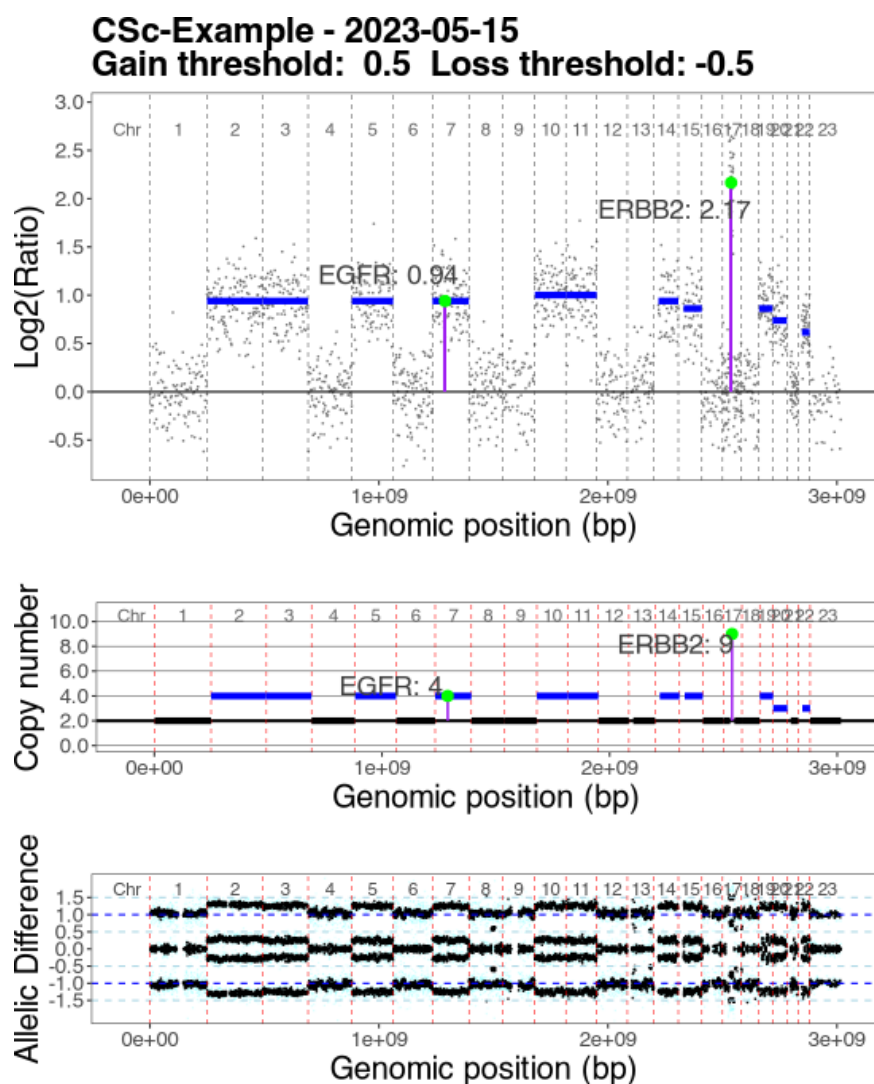 CSc-Example - 2023-05-15
Gain threshold:  0.5  Loss threshold: -0.5
Log2(Ratio)
3.0
2.5
2.0
1.5
1.0
0.5
0.0
-0.5
Chr 1 2 3 4 5 6 7 8 9 10 11 12 13 14 15 16 17 18 19 20 21 22 23
ERBB2: 2.17
EGFR: 0.94
0e+00 1e+09 2e+09 3e+09
Genomic position (bp)
Copy number
10.0
8.0
6.0
4.0
2.0
0.0
Chr 1 2 3 4 5 6 7 8 9 10 11 12 13 14 15 16 17 18 19 20 21 22 23
ERBB2: 9
EGFR: 4
0e+00 1e+09 2e+09 3e+09
Genomic position (bp)
Allelic Difference
1.5
1.0
0.5
0.0
-0.5
-1.0
-1.5
Chr 1 2 3 4 5 6 7 8 9 10 11 12 13 14 15 16 17 18 19 20 21 22 23
0e+00 1e+09 2e+09 3e+09
Genomic position (bp)